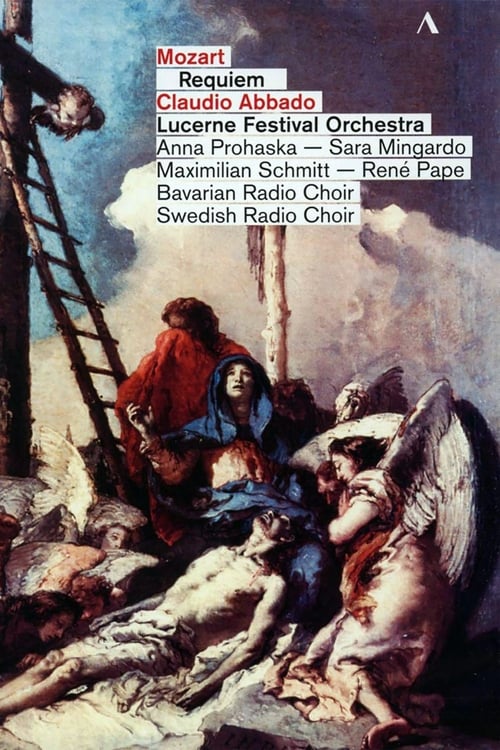 Mozart
Requiem
Claudio Abbado
Lucerne Festival Orchestra
Anna Prohaska — Sara Mingardo
Maximilian Schmitt — René Pape
Bavarian Radio Choir
Swedish Radio Choir